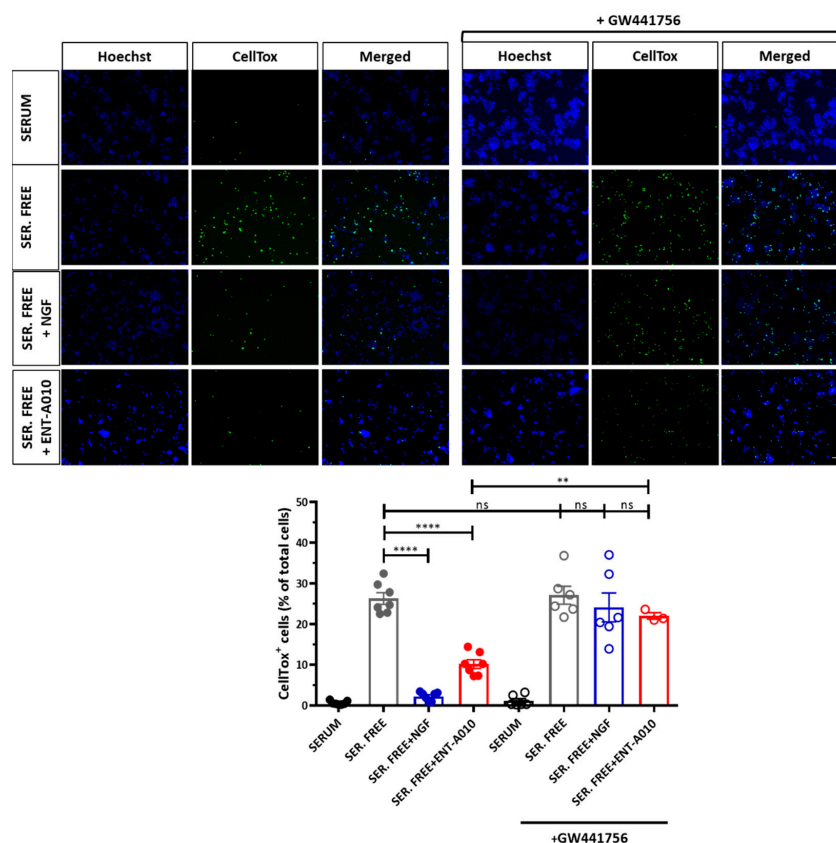 + GW441756
Hoechst CellTox Merged Hoechst CellTox Merged
SERUM
SER. FREE
SER. FREE
+ NGF
SER. FREE
+ ENT-A010
**
ns ns ns
****
****
CellTox+ cells (% of total cells)
50
40
30
20
10
0
SERUM
SER. FREE
SER. FREE+NGF
SER. FREE+ENT-A010
SERUM
SER. FREE
SER. FREE+NGF
SER. FREE+ENT-A010
+GW441756